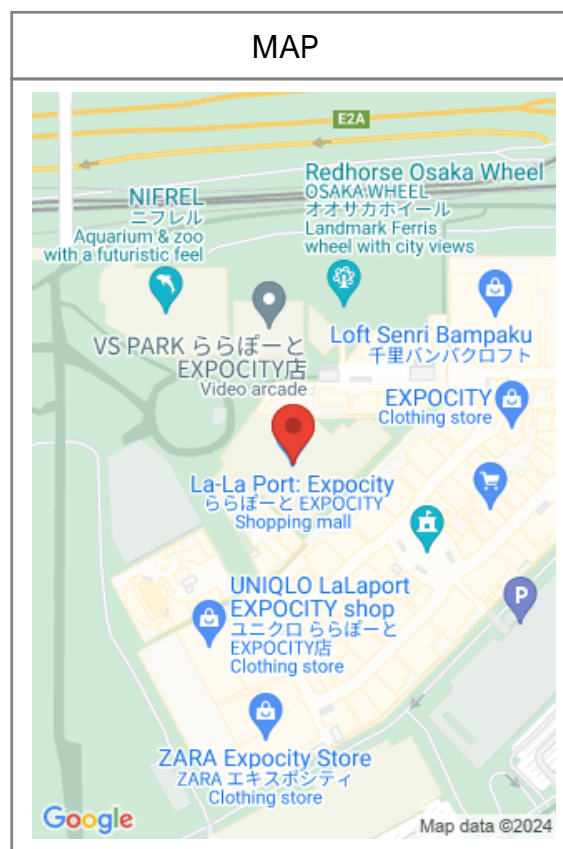 MAP
E2A
Redhorse Osaka Wheel
OSAKA WHEEL
オオサカホイール
Landmark Ferris
wheel with city views
NIFREL
ニフレル
Aquarium & zoo
with a futuristic feel
Loft Senri Bampaku
千里バンパクロフト
VS PARK ららぽーと
EXPOCITY店
Video arcade
EXPOCITY
Clothing store
La-La Port: Expocity
ららぽーと EXPOCITY
Shopping mall
UNIQLO LaLaport
EXPOCITY shop
ユニクロ ららぽーと
EXPOCITY店
Clothing store
P
ZARA Expocity Store
ZARA エキスポシティ
Clothing store
Google
Map data ©2024